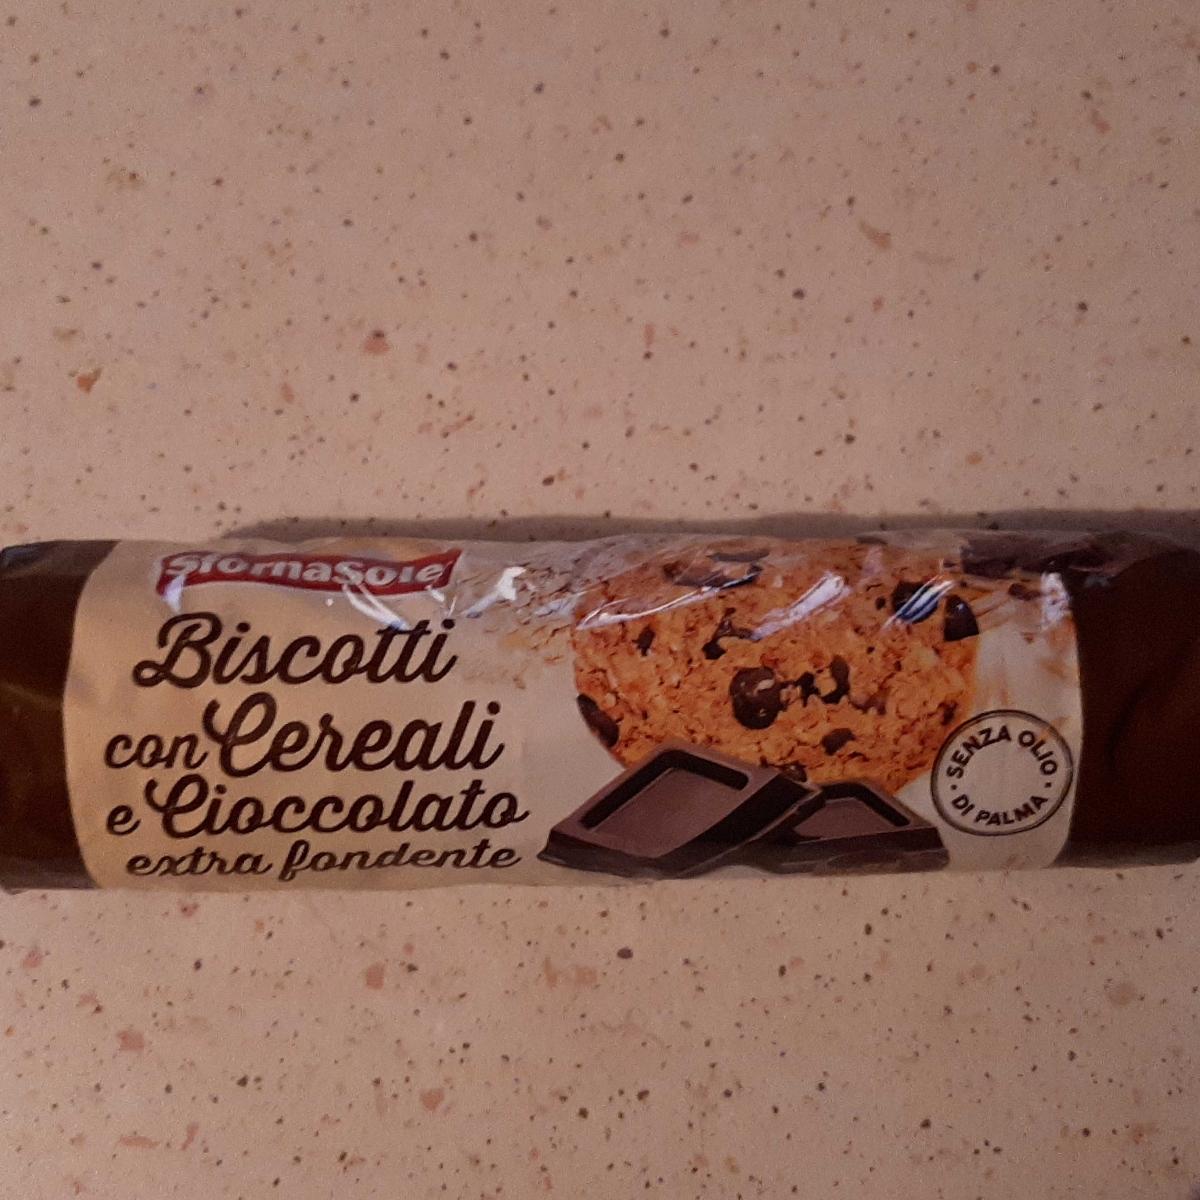 SfornaSole
Biscotti
con Cereali
e Cioccolato
extra fondente
SENZA OLIO
DI PALMA